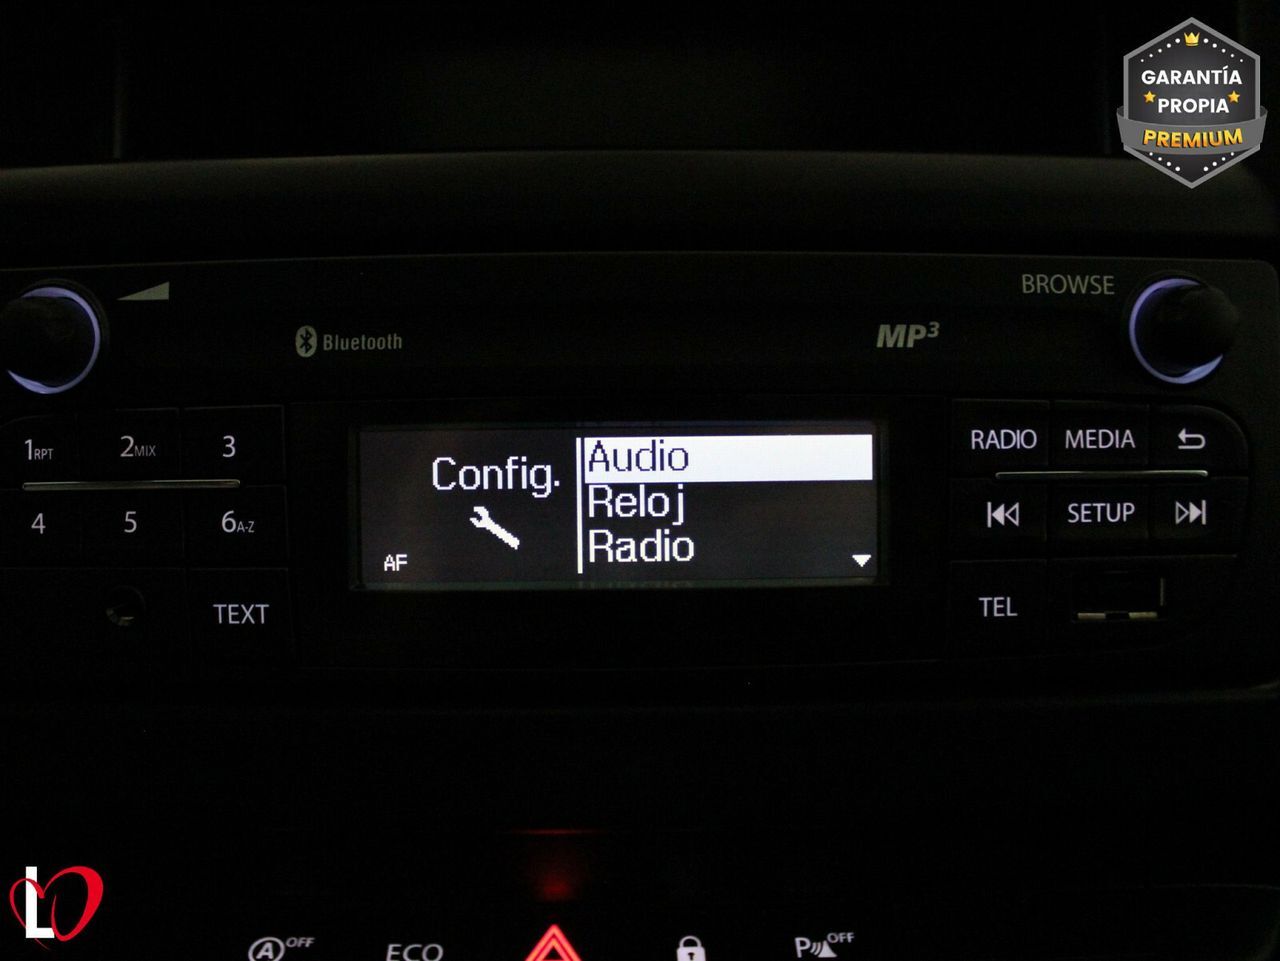 GARANTÍA
PROPIA
PREMIUM
BROWSE
Bluetooth
MP3
1RPT 2MIX 3
4 5 6A-Z
TEXT
Config.
AF
Audio
Reloj
Radio
RADIO MEDIA
SETUP
TEL
L
A OFF ECO P OFF